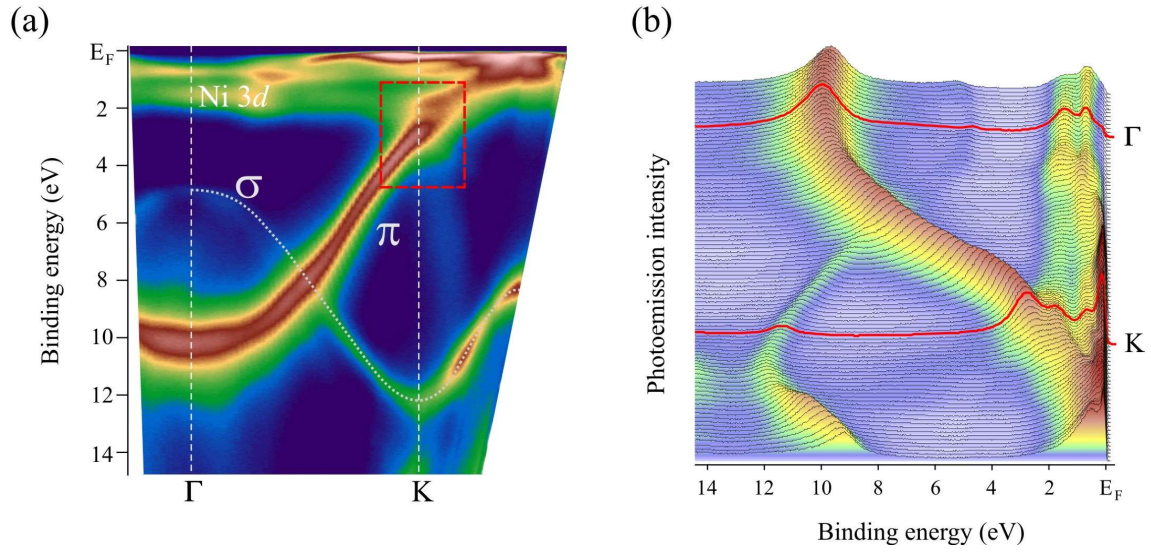 (a)
E_F
2
4
6
8
10
12
14
Binding energy (eV)
Ni 3d
σ
π
Γ
K
(b)
Photoemission intensity
Γ
K
14 12 10 8 6 4 2 E_F
Binding energy (eV)